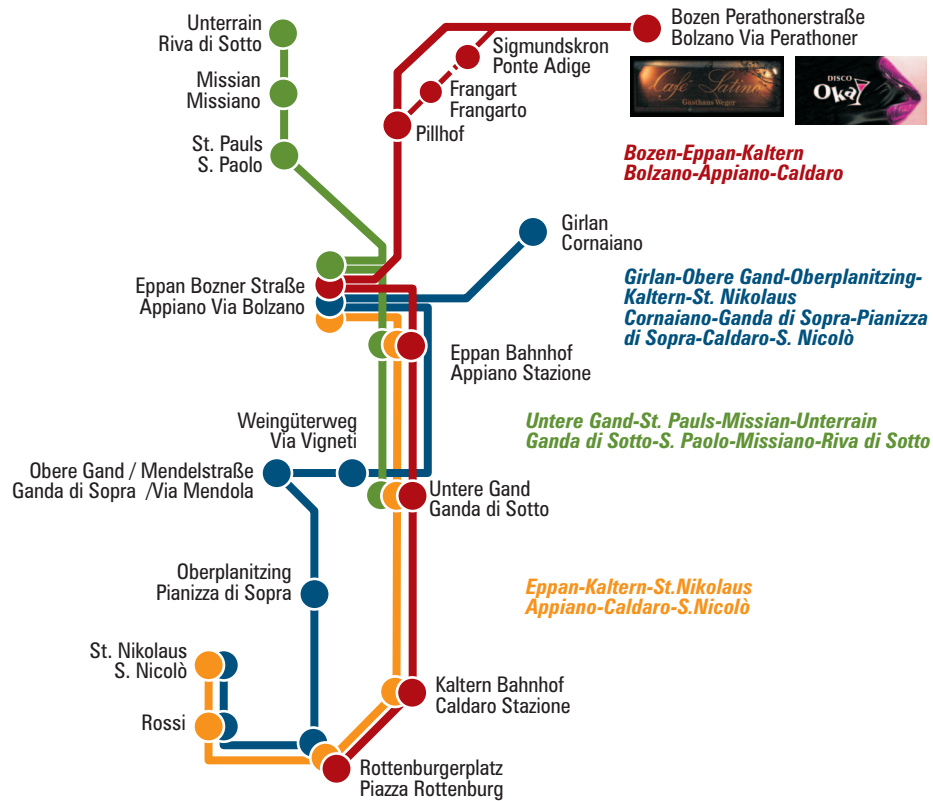 Unterrain
Riva di Sotto
Missian
Missiano
St. Pauls
S. Paolo
Sigmundskron
Ponte Adige
Frangart
Frangarto
Pillhof
Bozen Perathonerstraße
Bolzano Via Perathoner
Café Latino
Gasthaus Weger
DISCO
Okay
Bozen-Eppan-Kaltern
Bolzano-Appiano-Caldaro
Girlan
Cornaiano
Eppan Bozner Straße
Appiano Via Bolzano
Girlan-Obere Gand-Oberplanitzing-
Kaltern-St. Nikolaus
Cornaiano-Ganda di Sopra-Pianizza
di Sopra-Caldaro-S. Nicolò
Eppan Bahnhof
Appiano Stazione
Weingüterweg
Via Vigneti
Untere Gand-St. Pauls-Missian-Unterrain
Ganda di Sotto-S. Paolo-Missiano-Riva di Sotto
Obere Gand / Mendelstraße
Ganda di Sopra /Via Mendola
Untere Gand
Ganda di Sotto
Oberplanitzing
Pianizza di Sopra
Eppan-Kaltern-St.Nikolaus
Appiano-Caldaro-S.Nicolò
St. Nikolaus
S. Nicolò
Kaltern Bahnhof
Caldaro Stazione
Rossi
Rottenburgerplatz
Piazza Rottenburg